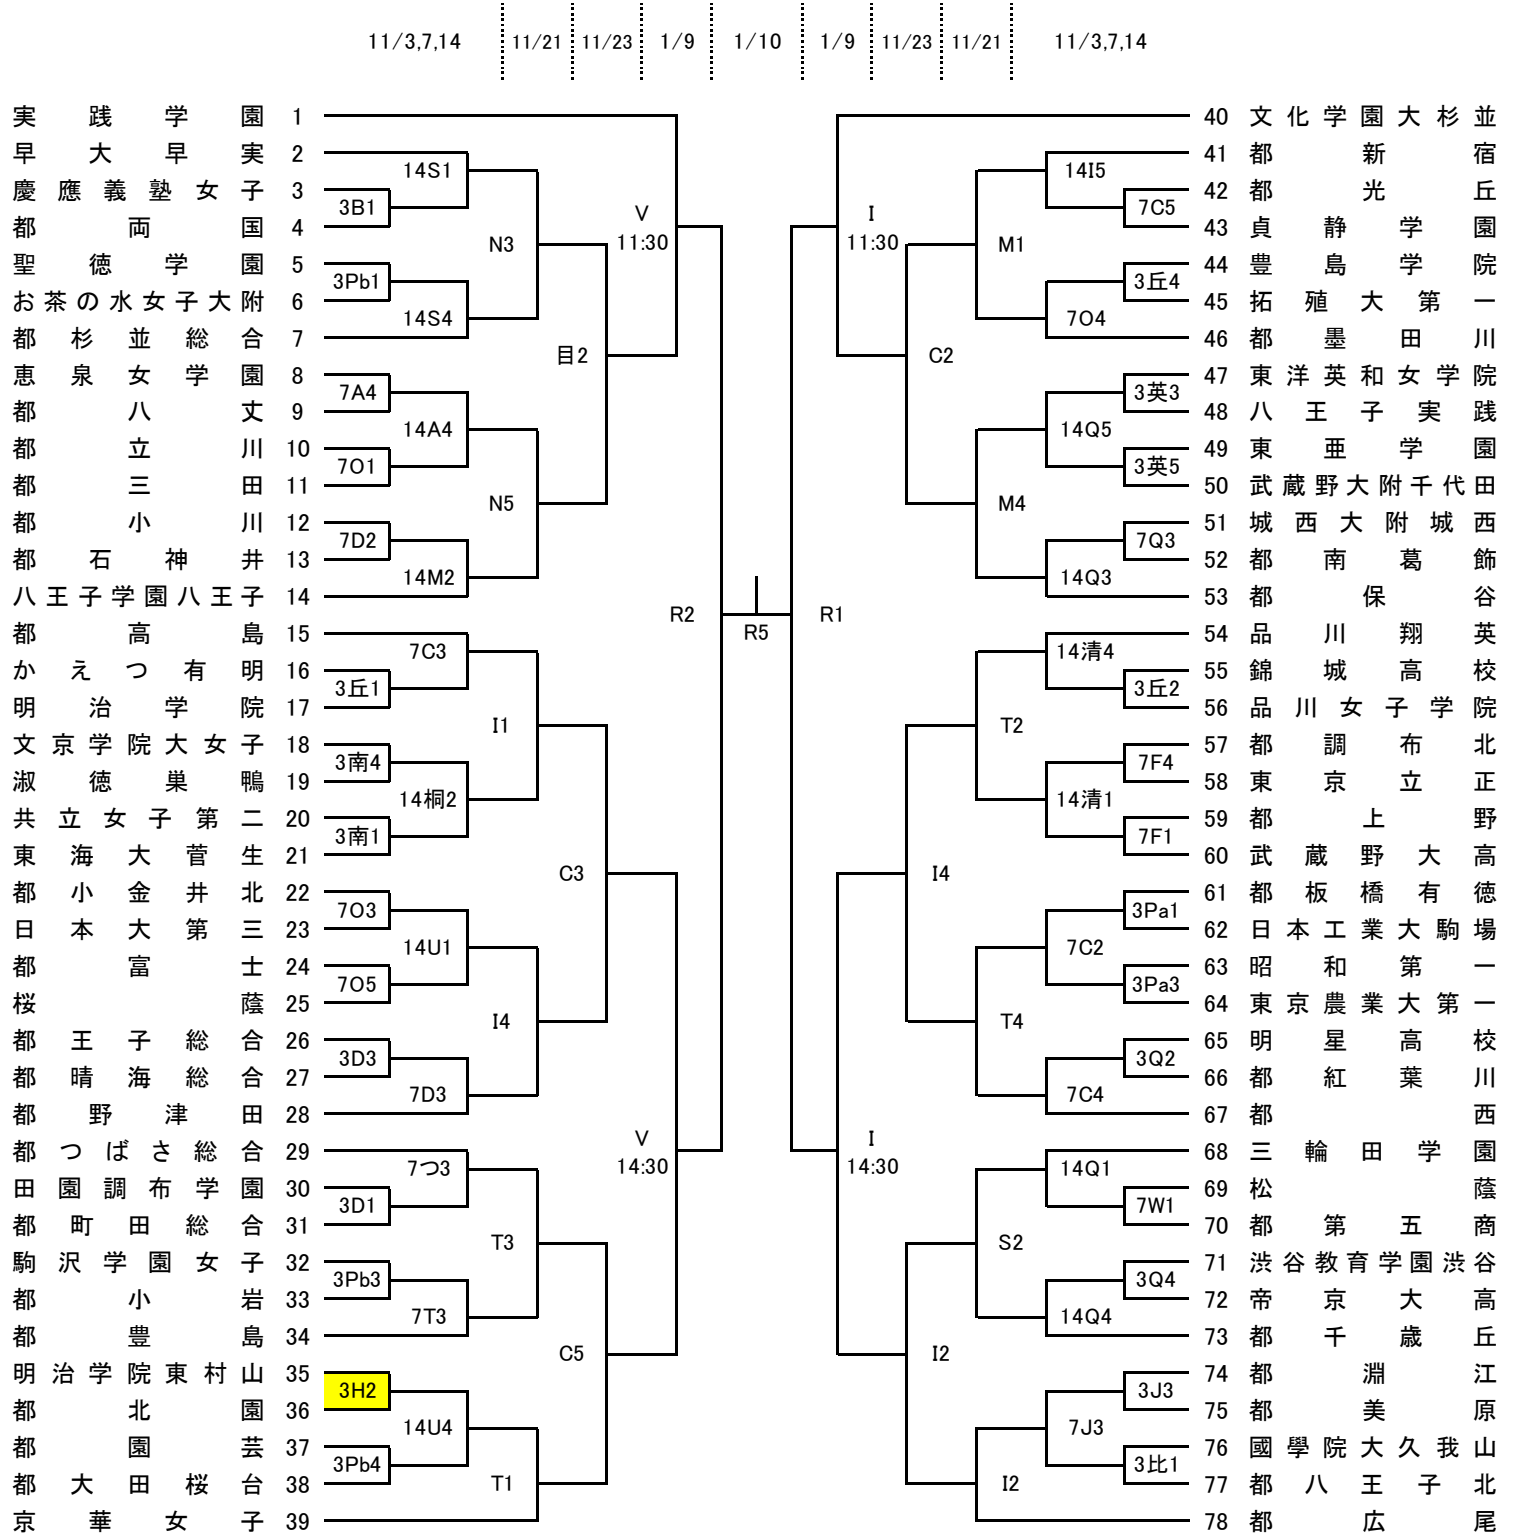 11/3,7,14 11/21 11/23 1/9 1/10 1/9 11/23 11/21 11/3,7,14
実践学園 1 40 文化学園大杉並
早大早実 2 41 都新宿
14S1 14I5
慶應義塾女子 3 42 都光丘
3B1 V I 7C5
都両国 4 43 貞静学園
N3 11:30 11:30 M1
聖徳学園 5 44 豊島学院
3Pb1 3丘4
お茶の水女子大附 6 45 拓殖大第一
14S4 7O4
都杉並総合 7 46 都墨田川
目2 C2
恵泉女学園 8 47 東洋英和女学院
7A4 3英3
都八丈 9 48 八王子実践
14A4 14Q5
都立川 10 49 東亜学園
7O1 3英5
都三田 11 50 武蔵野大附千代田
N5 M4
都小川 12 51 城西大附城西
7D2 7Q3
都石神井 13 52 都南葛飾
14M2 14Q3
八王子学園八王子 14 53 都保谷
R2 R1
都高島 15 R5 54 品川翔英
7C3 14清4
かえつ有明 16 55 錦城高校
3丘1 3丘2
明治学院 17 56 品川女子学院
I1 T2
文京学院大女子 18 57 都調布北
3南4 7F4
淑徳巣鴨 19 58 東京立正
14桐2 14清1
共立女子第二 20 59 都上野
3南1 7F1
東海大菅生 21 60 武蔵野大高
C3 I4
都小金井北 22 61 都板橋有徳
7O3 3Pa1
日本大第三 23 62 日本工業大駒場
14U1 7C2
都富士 24 63 昭和第一
7O5 3Pa3
桜蔭 25 64 東京農業大第一
I4 T4
都王子総合 26 65 明星高校
3D3 3Q2
都晴海総合 27 66 都紅葉川
7D3 7C4
都野津田 28 67 都西
V I
都つばさ総合 29 68 三輪田学園
7つ3 14:30 14:30 14Q1
田園調布学園 30 69 松蔭
3D1 7W1
都町田総合 31 70 都第五商
T3 S2
駒沢学園女子 32 71 渋谷教育学園渋谷
3Pb3 3Q4
都小岩 33 72 帝京大高
7T3 14Q4
都豊島 34 73 都千歳丘
C5 I2
明治学院東村山 35 74 都淵江
3H2 3J3
都北園 36 75 都美原
14U4 7J3
都園芸 37 76 國學院大久我山
3Pb4 3比1
都大田桜台 38 77 都八王子北
T1 I2
京華女子 39 78 都広尾